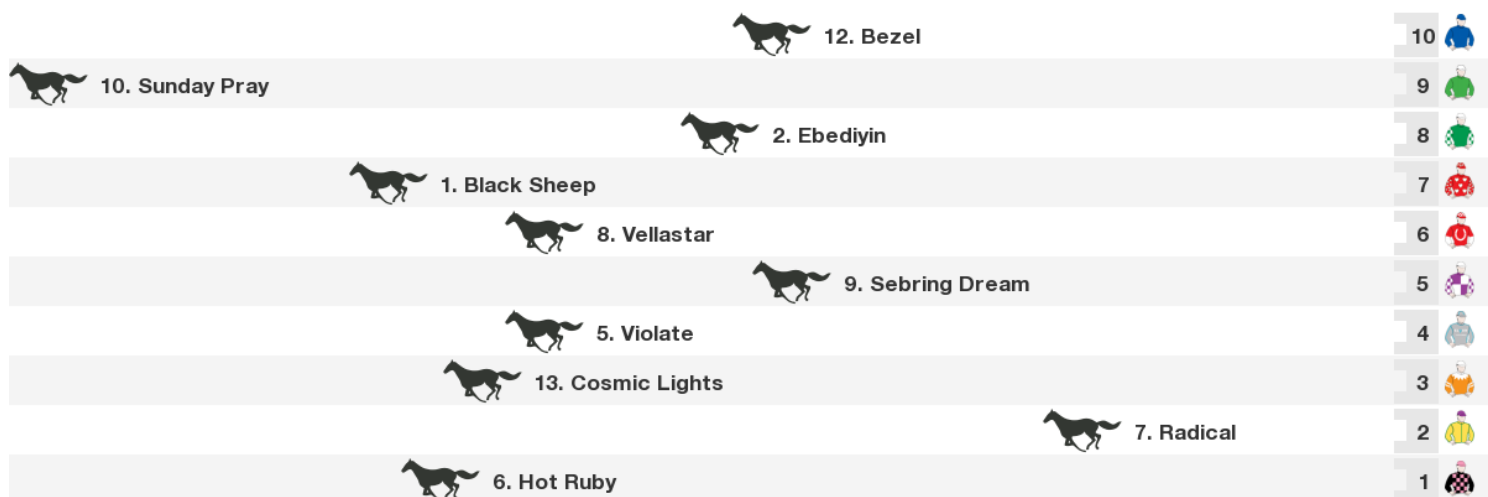 12. Bezel 10
10. Sunday Pray 9
2. Ebediyin 8
1. Black Sheep 7
8. Vellastar 6
9. Sebring Dream 5
5. Violate 4
13. Cosmic Lights 3
7. Radical 2
6. Hot Ruby 1